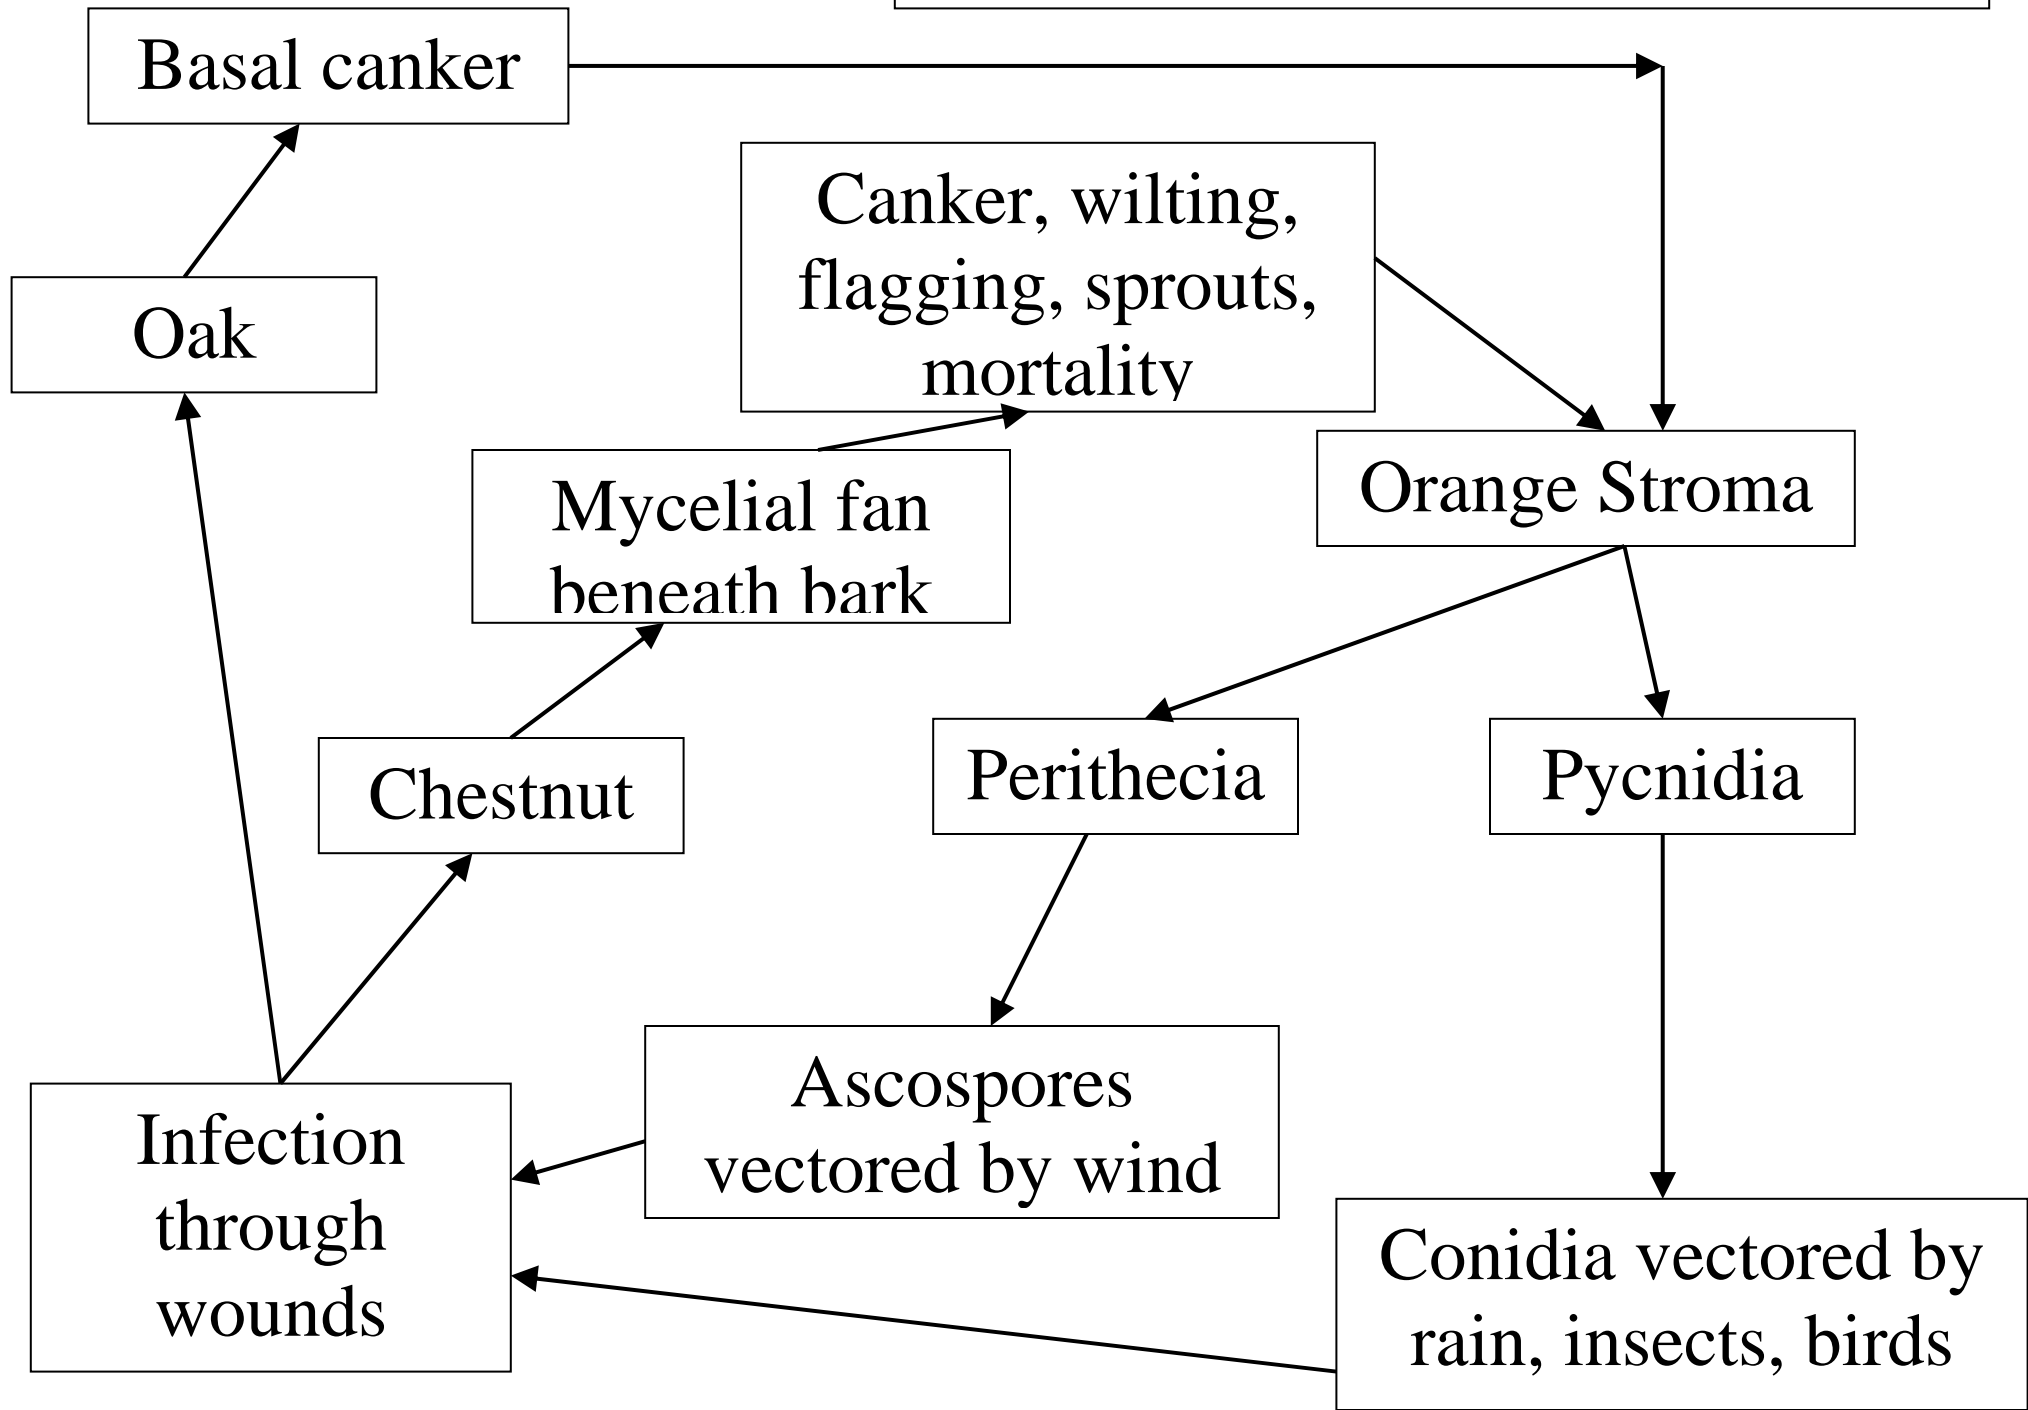 Basal canker
Canker, wilting,
flagging, sprouts,
mortality
Oak
Orange Stroma
Mycelial fan
beneath bark
Perithecia
Pycnidia
Chestnut
Ascospores
vectored by wind
Infection
through
wounds
Conidia vectored by
rain, insects, birds